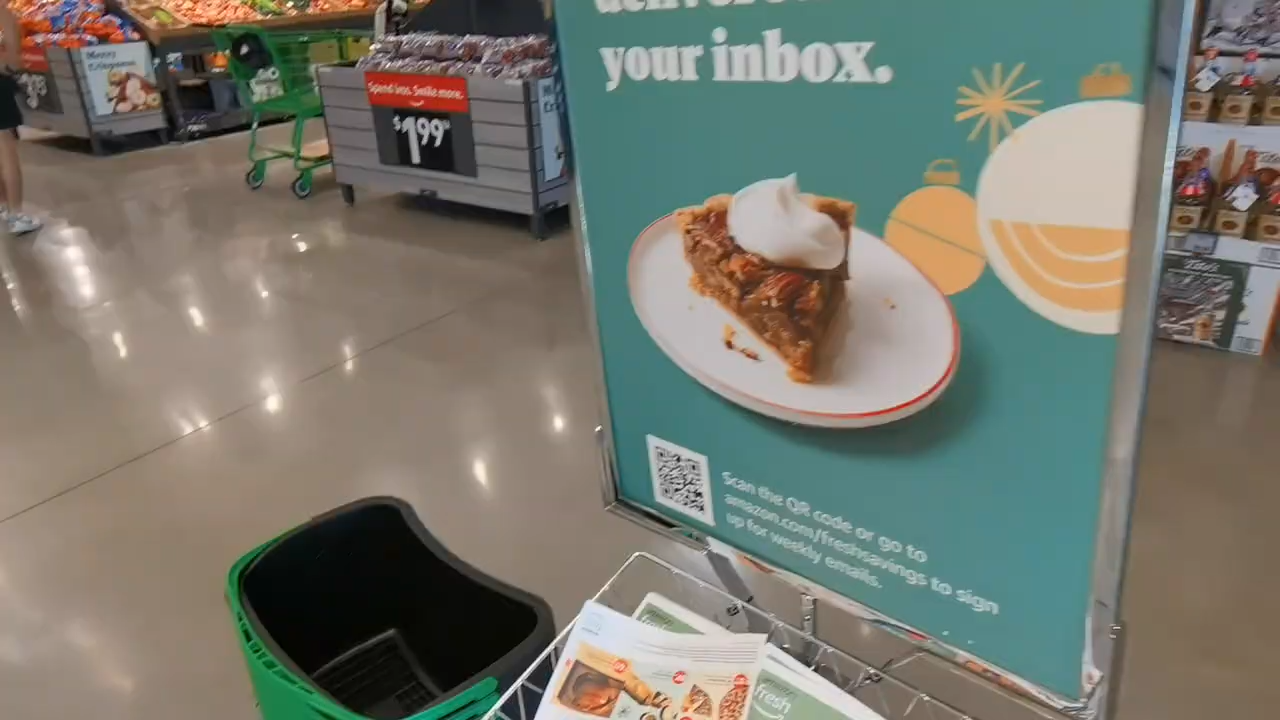 your inbox.
Spend less. Smile more.
$1.99
Merry
Crispness
Scan the QR code or go to
amazon.com/freshsavings to sign
up for weekly emails.
fresh